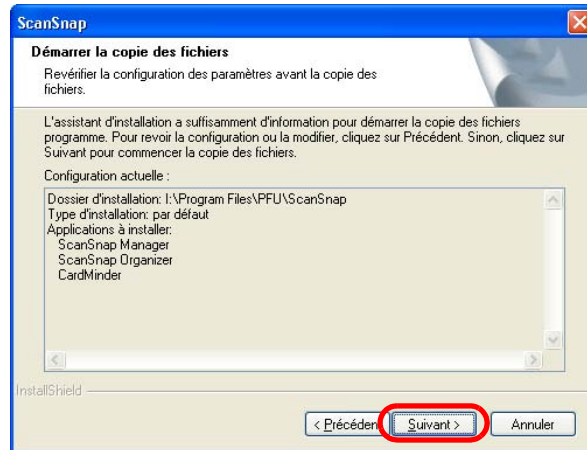 ScanSnap
Démarrer la copie des fichiers
Revérifier la configuration des paramètres avant la copie des
fichiers.
L'assistant d'installation a suffisamment d'information pour démarrer la copie des fichiers
programme. Pour revoir la configuration ou la modifier, cliquez sur Précédent. Sinon, cliquez sur
Suivant pour commencer la copie des fichiers.
Configuration actuelle :
Dossier d'installation: I:\Program Files\PFU\ScanSnap
Type d'installation: par défaut
Applications à installer:
ScanSnap Manager
ScanSnap Organizer
CardMinder
InstallShield
< Précéden Suivant > Annuler